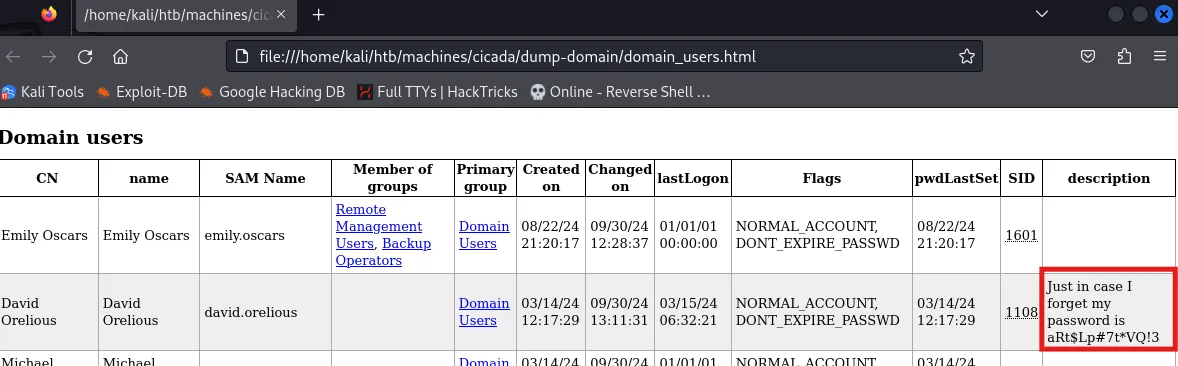 /home/kali/htb/machines/cic
file:///home/kali/htb/machines/cicada/dump-domain/domain_users.html
Kali Tools Exploit-DB Google Hacking DB Full TTYs | HackTricks Online - Reverse Shell …
Domain users
CN name SAM Name Member of groups Primary group Created on Changed on lastLogon Flags pwdLastSet SID description
Emily Oscars Emily Oscars emily.oscars Remote Management Users, Backup Operators Domain Users 08/22/24 21:20:17 09/30/24 12:28:37 01/01/01 00:00:00 NORMAL_ACCOUNT, DONT_EXPIRE_PASSWD 08/22/24 21:20:17 1601
David Orelious David Orelious david.orelious Domain Users 03/14/24 12:17:29 09/30/24 13:11:31 03/15/24 06:32:21 NORMAL_ACCOUNT, DONT_EXPIRE_PASSWD 03/14/24 12:17:29 1108 Just in case I forget my password is aRt$Lp#7t*VQ!3
Michael Michael Domain 03/14/24 09/30/24 01/01/01 NORMAL_ACCOUNT, 03/14/24